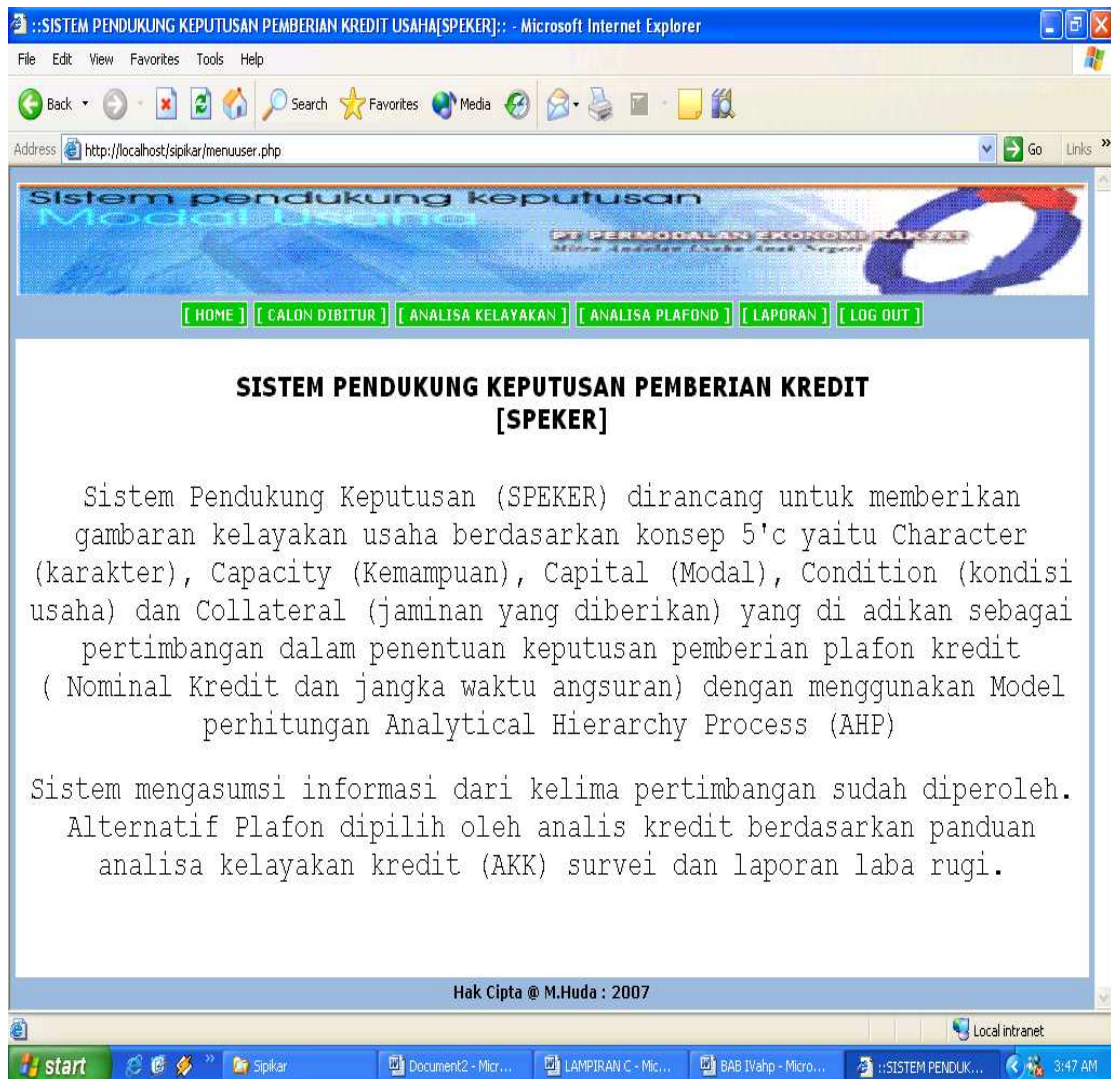 ::SISTEM PENDUKUNG KEPUTUSAN PEMBERIAN KREDIT USAHA[SPEKER]:: - Microsoft Internet Explorer
File Edit View Favorites Tools Help
Back Search Favorites Media
Address http://localhost/sipikar/menuuser.php Go Links »
Sistem pendukung keputusan
Modal Usaha
PT PERMODALAN EKONOMI RAKYAT
Mitra Andalan Usaha Anak Negeri
[ HOME ] [ CALON DIBITUR ] [ ANALISA KELAYAKAN ] [ ANALISA PLAFOND ] [ LAPORAN ] [ LOG OUT ]
SISTEM PENDUKUNG KEPUTUSAN PEMBERIAN KREDIT
[SPEKER]
Sistem Pendukung Keputusan (SPEKER) dirancang untuk memberikan
gambaran kelayakan usaha berdasarkan konsep 5'c yaitu Character
(karakter), Capacity (Kemampuan), Capital (Modal), Condition (kondisi
usaha) dan Collateral (jaminan yang diberikan) yang di adikan sebagai
pertimbangan dalam penentuan keputusan pemberian plafon kredit
( Nominal Kredit dan jangka waktu angsuran) dengan menggunakan Model
perhitungan Analytical Hierarchy Process (AHP)
Sistem mengasumsi informasi dari kelima pertimbangan sudah diperoleh.
Alternatif Plafon dipilih oleh analis kredit berdasarkan panduan
analisa kelayakan kredit (AKK) survei dan laporan laba rugi.
Hak Cipta @ M.Huda : 2007
Local intranet
start » Sipikar Document2 - Micr... LAMPIRAN C - Mic... BAB IVahp - Micro... ::SISTEM PENDUK... 3:47 AM